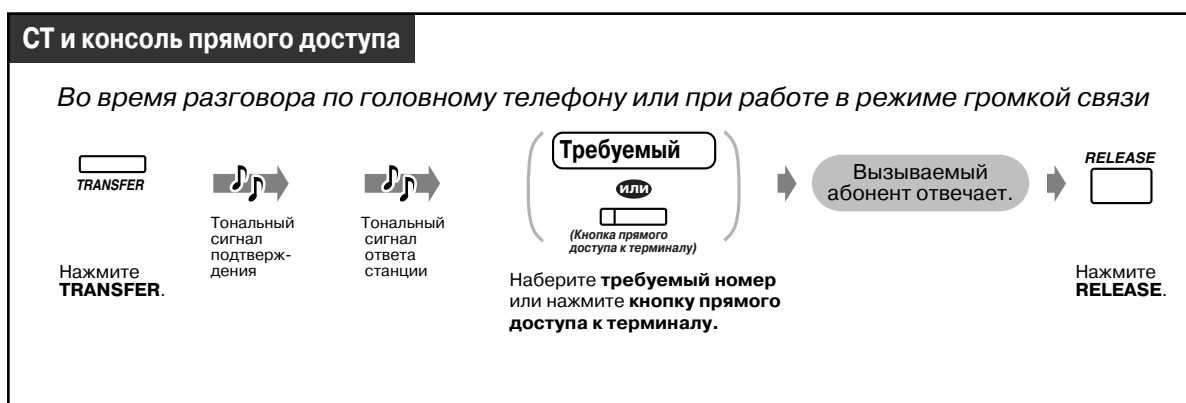 СТ и консоль прямого доступа
Во время разговора по головному телефону или при работе в режиме громкой связи
TRANSFER
Нажмите
TRANSFER.
Тональный
сигнал
подтверж-
дения
Тональный
сигнал
ответа
станции
Требуемый
или
(Кнопка прямого
доступа к терминалу)
Наберите требуемый номер
или нажмите кнопку прямого
доступа к терминалу.
Вызываемый
абонент отвечает.
RELEASE
Нажмите
RELEASE.